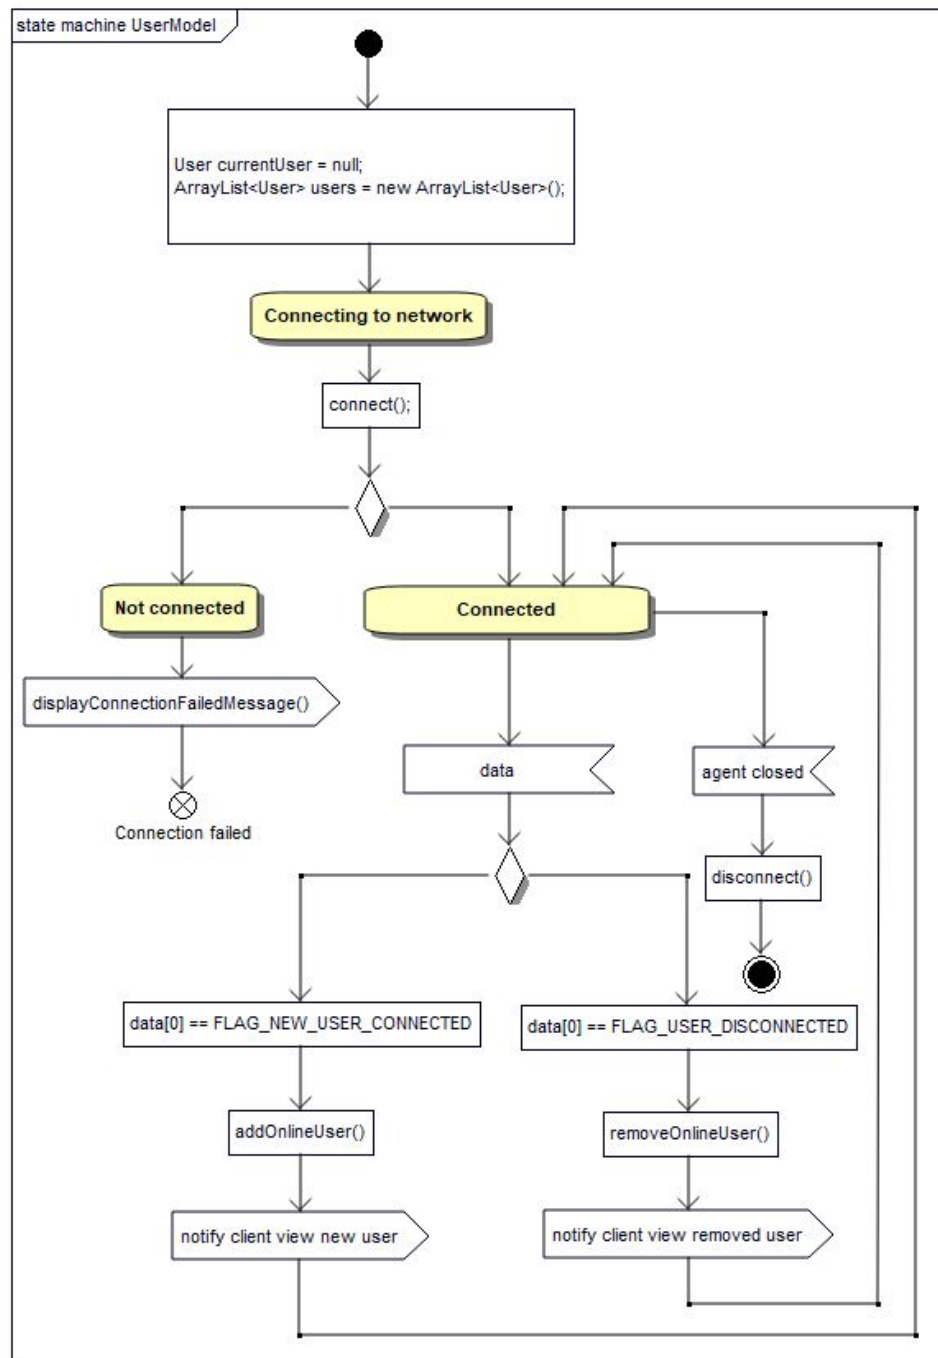 state machine UserModel
User currentUser = null;
ArrayList<User> users = new ArrayList<User>();
Connecting to network
connect();
Not connected
Connected
displayConnectionFailedMessage()
data
agent closed
Connection failed
disconnect()
data[0] == FLAG_NEW_USER_CONNECTED
data[0] == FLAG_USER_DISCONNECTED
addOnlineUser()
removeOnlineUser()
notify client view new user
notify client view removed user